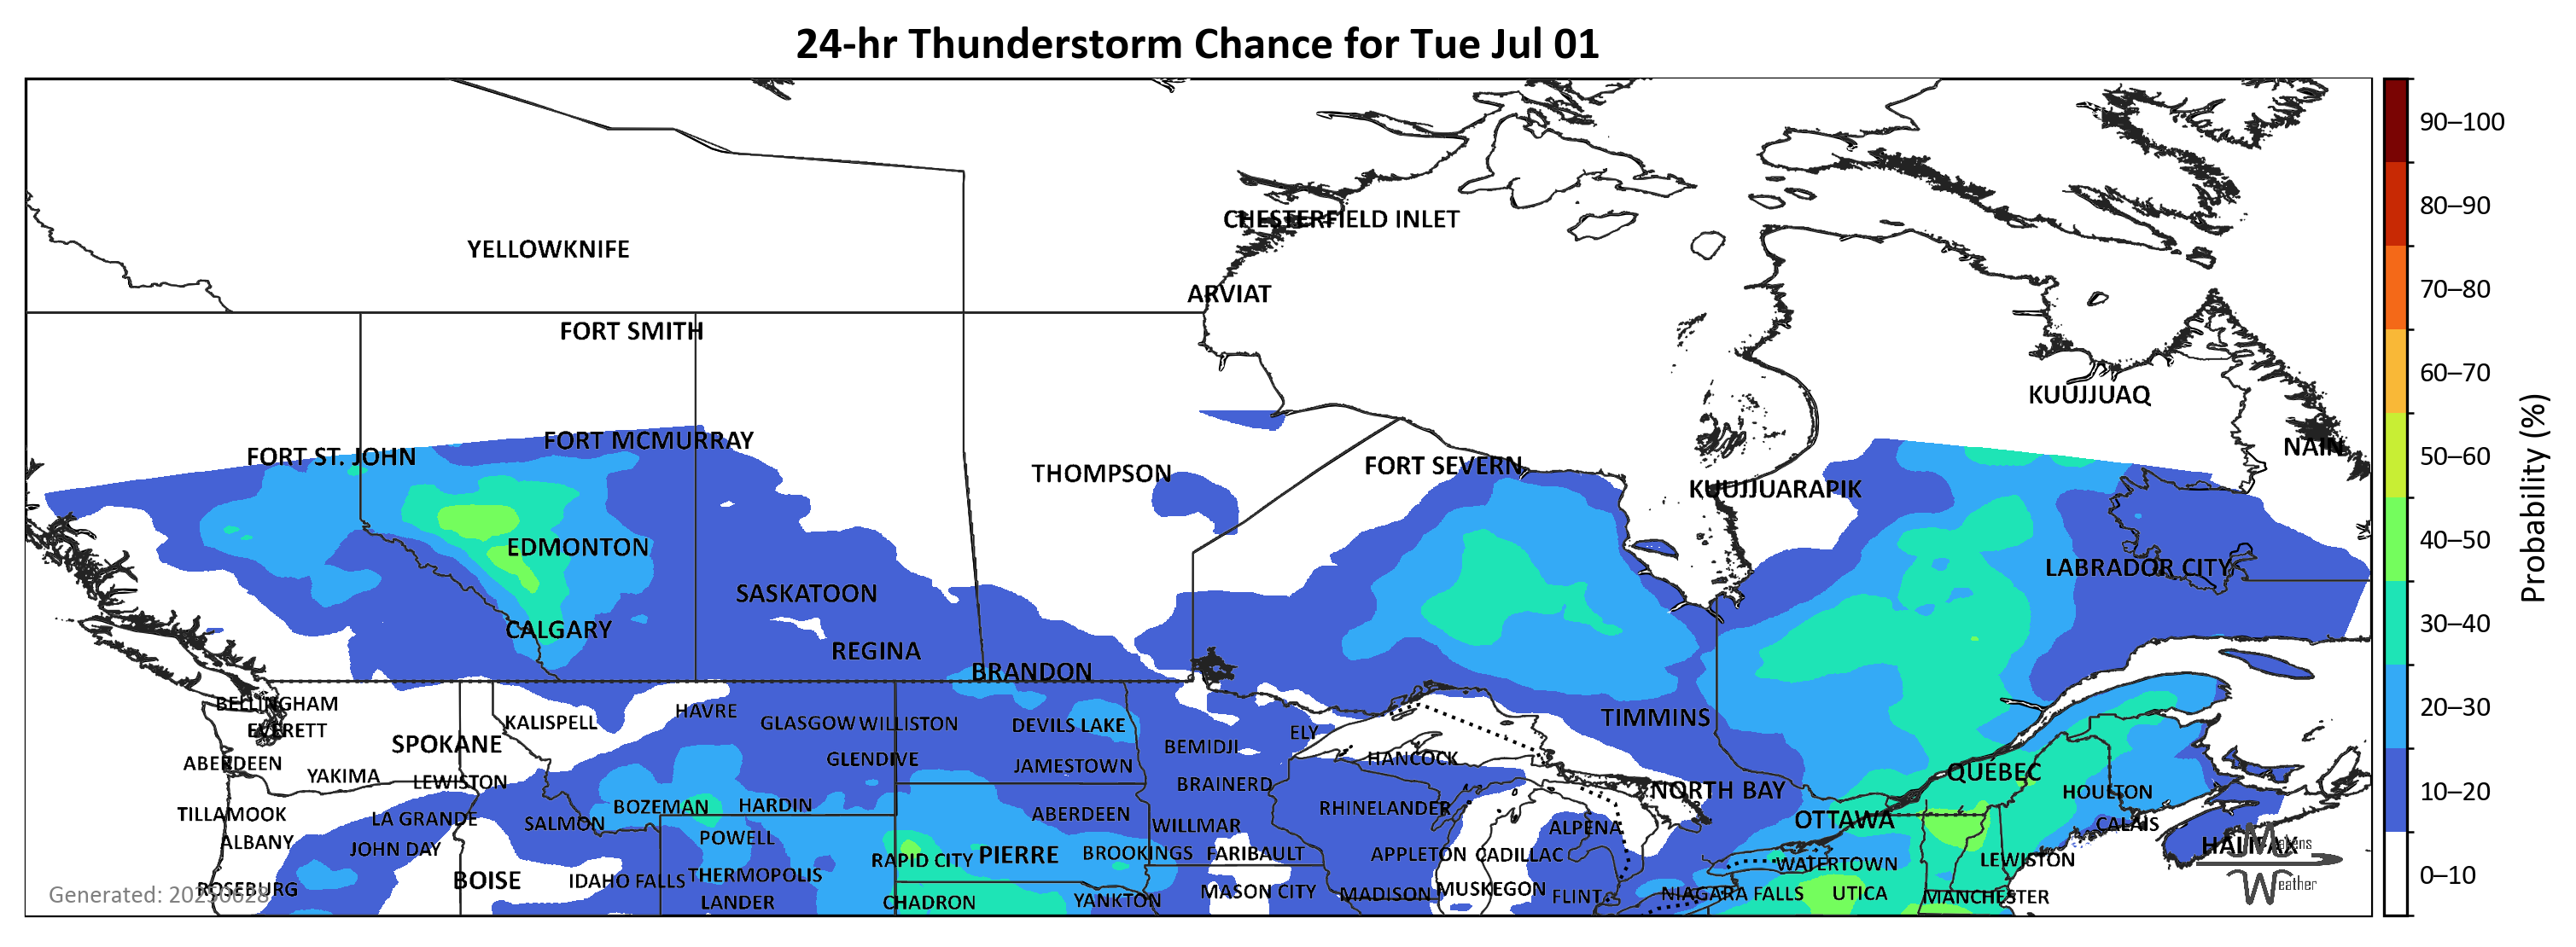 24-hr Thunderstorm Chance for Tue Jul 01
90–100
80–90
70–80
60–70
50–60
40–50
30–40
20–30
10–20
0–10
Probability (%)
CHESTERFIELD INLET
YELLOWKNIFE
ARVIAT
FORT SMITH
KUUJJUAQ
FORT MCMURRAY
NAIN
FORT ST. JOHN
FORT SEVERN
THOMPSON
KUUJJUARAPIK
EDMONTON
LABRADOR CITY
SASKATOON
CALGARY
REGINA
BRANDON
BELLINGHAM
HAVRE
TIMMINS
KALISPELL
GLASGOW
WILLISTON
DEVILS LAKE
EVERETT
ELY
SPOKANE
BEMIDJI
ABERDEEN
GLENDIVE
HANCOCK
JAMESTOWN
QUÉBEC
YAKIMA
LEWISTON
BRAINERD
NORTH BAY
HOULTON
BOZEMAN
HARDIN
RHINELANDER
TILLAMOOK
LA GRANDE
ABERDEEN
OTTAWA
SALMON
WILLMAR
ALPENA
CALAIS
ALBANY
POWELL
HALIFAX
Makens
JOHN DAY
RAPID CITY
PIERRE
BROOKINGS
FARIBAULT
APPLETON
CADILLAC
WATERTOWN
LEWISTON
BOISE
IDAHO FALLS
THERMOPOLIS
Weather
ROSEBURG
MASON CITY
MADISON
MUSKEGON
FLINT
NIAGARA FALLS
UTICA
MANCHESTER
LANDER
CHADRON
YANKTON
Generated: 20250628